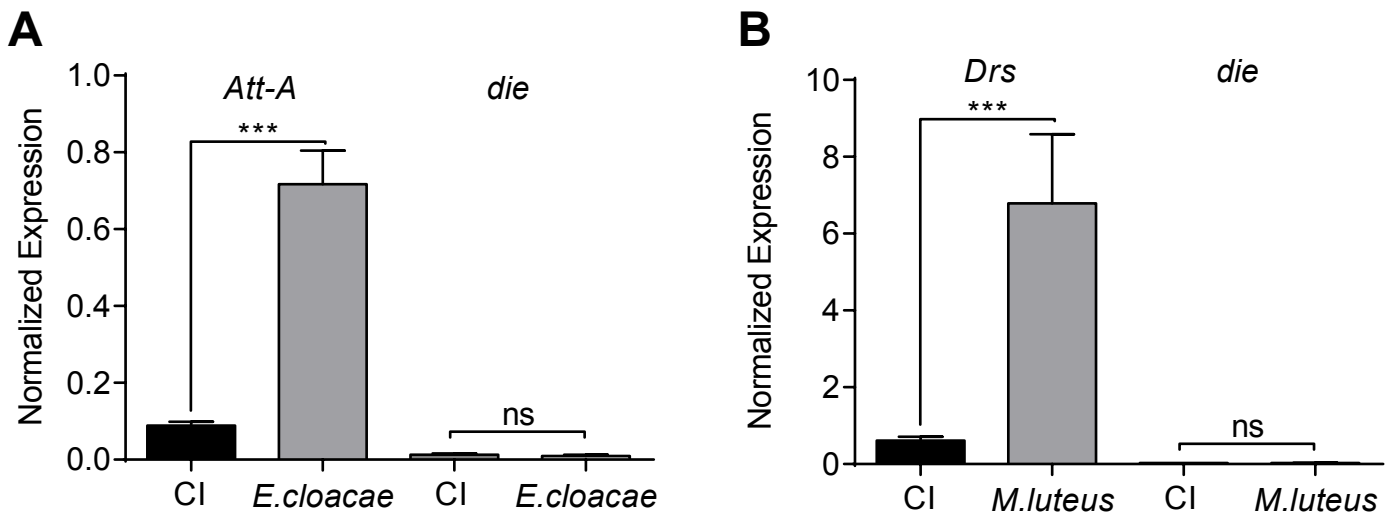 A
Normalized Expression
1.0
0.8
0.6
0.4
0.2
0.0
Att-A
die
***
ns
CI
E.cloacae
CI
E.cloacae
B
Normalized Expression
10
8
6
4
2
0
Drs
die
***
ns
CI
M.luteus
CI
M.luteus